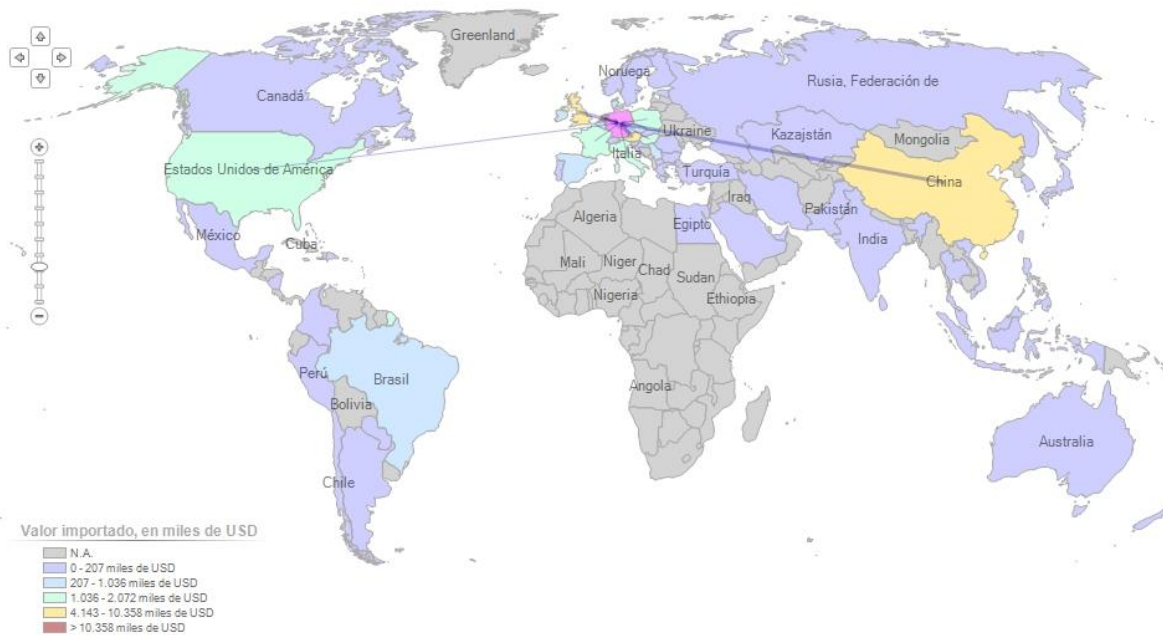 Greenland
Canadá
Noruega
Rusia, Federación de
Ukraine
Kazajstán
Mongolia
Estados Unidos de América
Italia
Turquía
China
México
Cuba
Algeria
Egipto
Iraq
Pakistán
India
Mali
Niger
Chad
Sudan
Nigeria
Ethiopia
Perú
Brasil
Bolivia
Angola
Chile
Australia
Valor importado, en miles de USD
N.A.
0 - 207 miles de USD
207 - 1.036 miles de USD
1.036 - 2.072 miles de USD
4.143 - 10.358 miles de USD
> 10.358 miles de USD